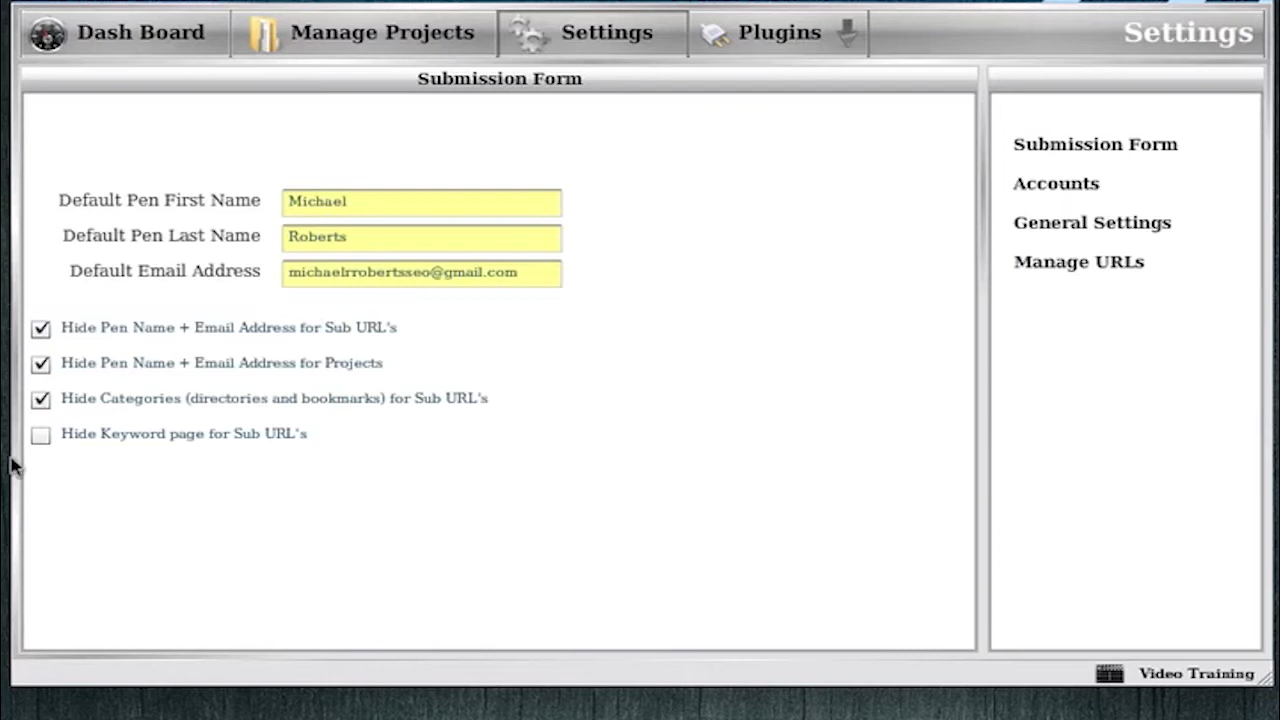 Dash Board
Manage Projects
Settings
Plugins
Settings
Submission Form
Default Pen First Name
Michael
Default Pen Last Name
Roberts
Default Email Address
michaelrrobertsseo@gmail.com
Hide Pen Name + Email Address for Sub URL's
Hide Pen Name + Email Address for Projects
Hide Categories (directories and bookmarks) for Sub URL's
Hide Keyword page for Sub URL's
Submission Form
Accounts
General Settings
Manage URLs
Video Training